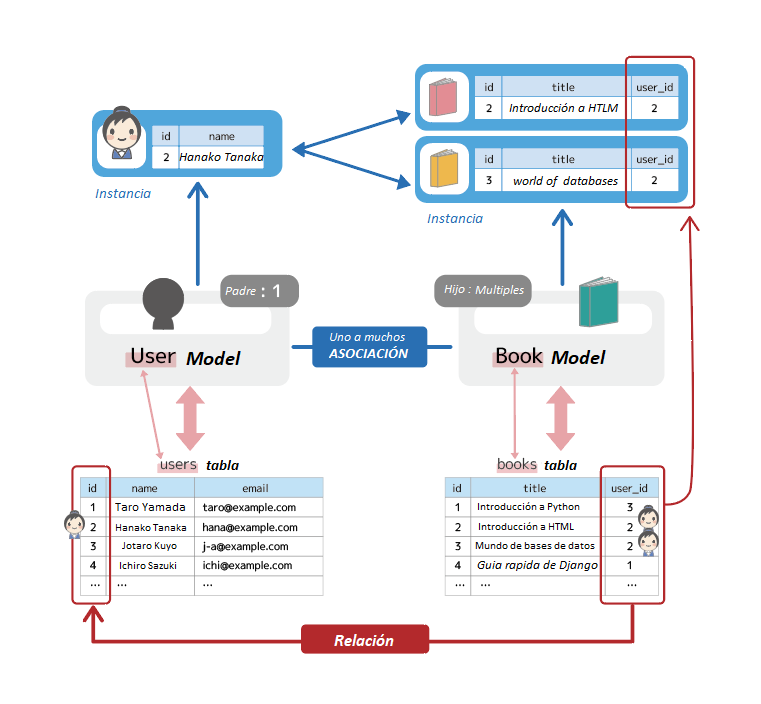 id title user_id
2 Introducción a HTLM 2
id name
2 Hanako Tanaka
id title user_id
3 world of databases 2
Instancia
Instancia
Padre : 1
Hijo : Multiples
Uno a muchos
ASOCIACIÓN
User Model
Book Model
users tabla
books tabla
id name email
1 Taro Yamada taro@example.com
2 Hanako Tanaka hana@example.com
3 Jotaro Kuyo j-a@example.com
4 Ichiro Sazuki ichi@example.com
... ... ...
id title user_id
1 Introducción a Python 3
2 Introducción a HTML 2
3 Mundo de bases de datos 2
4 Guia rapida de Django 1
... ... ...
Relación